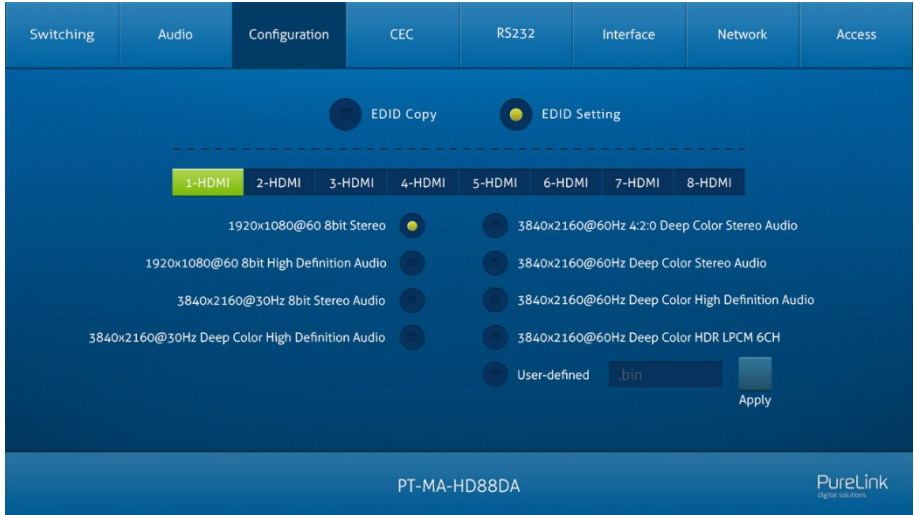 Switching Audio Configuration CEC RS232 Interface Network Access
EDID Copy EDID Setting
1-HDMI 2-HDMI 3-HDMI 4-HDMI 5-HDMI 6-HDMI 7-HDMI 8-HDMI
1920x1080@60 8bit Stereo
1920x1080@60 8bit High Definition Audio
3840x2160@30Hz 8bit Stereo Audio
3840x2160@30Hz Deep Color High Definition Audio
3840x2160@60Hz 4:2:0 Deep Color Stereo Audio
3840x2160@60Hz Deep Color Stereo Audio
3840x2160@60Hz Deep Color High Definition Audio
3840x2160@60Hz Deep Color HDR LPCM 6CH
User-defined .bin
Apply
PT-MA-HD88DA
PureLink
digital solutions